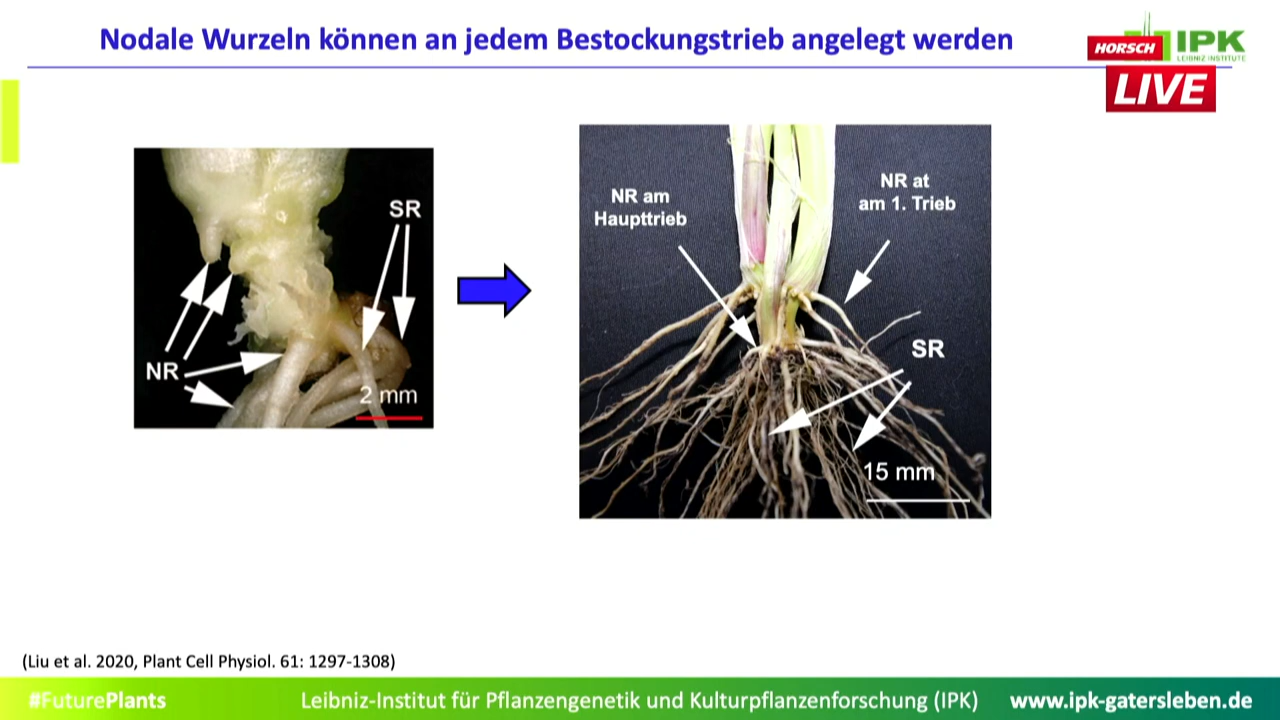 Nodale Wurzeln können an jedem Bestockungstrieb angelegt werden
HORSCH
IPK
LEIBNIZ INSTITUTE
LIVE
SR
NR
2 mm
NR am
Haupttrieb
NR at
am 1. Trieb
SR
15 mm
(Liu et al. 2020, Plant Cell Physiol. 61: 1297-1308)
#FuturePlants
Leibniz-Institut für Pflanzengenetik und Kulturpflanzenforschung (IPK)
www.ipk-gatersleben.de